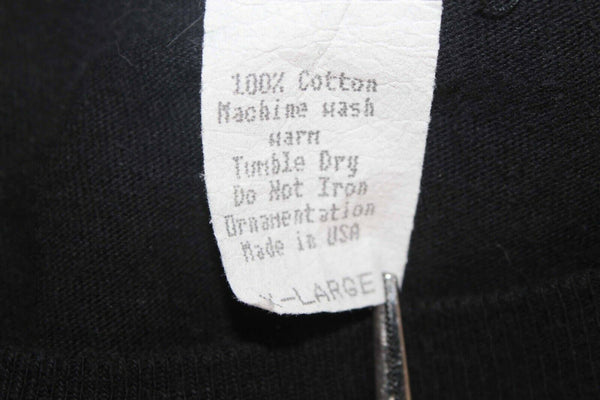 100% Cotton
Machine wash
warm
Tumble Dry
Do Not Iron
Ornamentation
Made in USA
X-LARGE